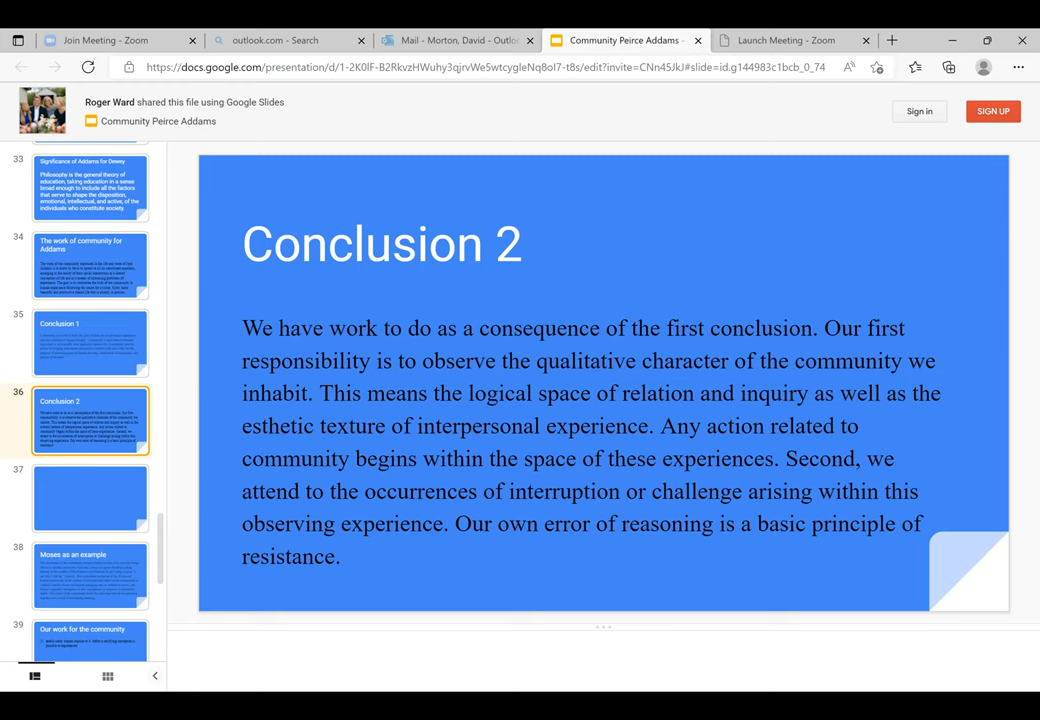 Join Meeting - Zoom
outlook.com - Search
Mail - Morton, David - Outlo
Community Peirce Addams -
Launch Meeting - Zoom
https://docs.google.com/presentation/d/1-2K0lF-B2RkvzHWuhy3qjrvWe5wtcygleNq8oI7-t8s/edit?invite=CNn45JkJ#slide=id.g144983c1bcb_0_74
Roger Ward shared this file using Google Slides
Community Peirce Addams
Sign in
SIGN UP
33
Significance of Addams for Dewey
Philosophy is the general theory of
education, taking education in a sense
broad enough to include all the factors
that serve to shape the disposition,
emotional, intellectual, and active, of the
individuals who constitute society.
34
The work of community for
Addams
35
Conclusion 1
36
Conclusion 2
37
38
Moses as an example
39
Our work for the community
Conclusion 2
We have work to do as a consequence of the first conclusion. Our first
responsibility is to observe the qualitative character of the community we
inhabit. This means the logical space of relation and inquiry as well as the
esthetic texture of interpersonal experience. Any action related to
community begins within the space of these experiences. Second, we
attend to the occurrences of interruption or challenge arising within this
observing experience. Our own error of reasoning is a basic principle of
resistance.